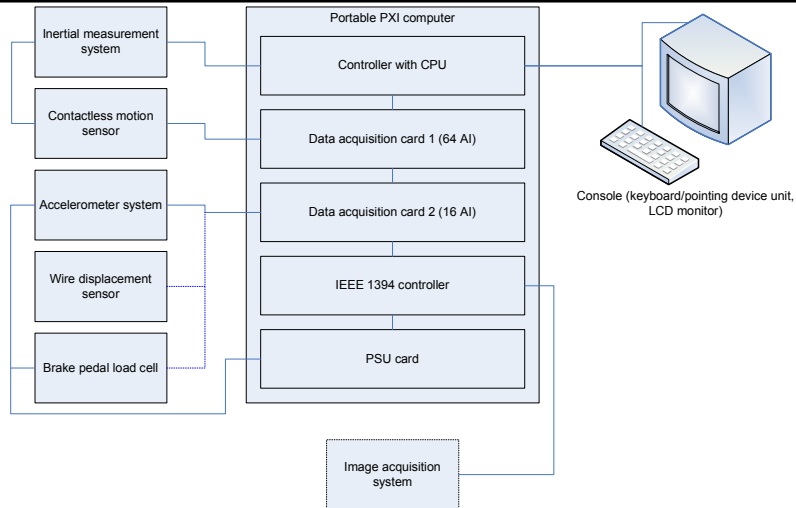 Portable PXI computer
Inertial measurement
system
Controller with CPU
Contactless motion
sensor
Data acquisition card 1 (64 AI)
Accelerometer system
Data acquisition card 2 (16 AI)
Console (keyboard/pointing device unit,
LCD monitor)
Wire displacement
sensor
IEEE 1394 controller
Brake pedal load cell
PSU card
Image acquisition
system